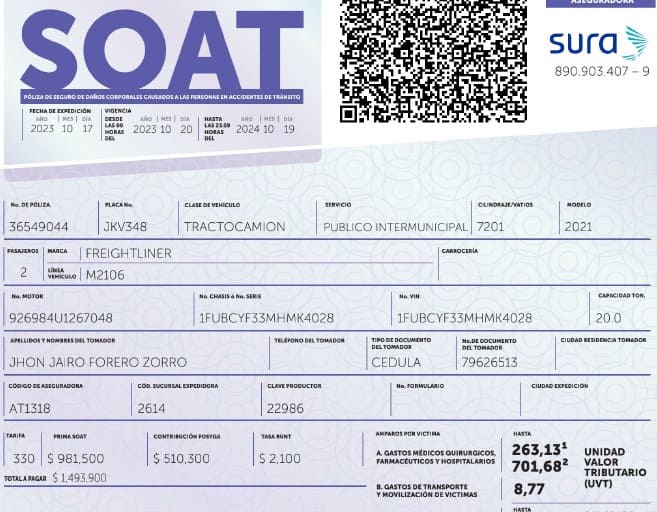 ASEGURADORA
SOAT
sura
890.903.407 – 9
PÓLIZA DE SEGURO DE DAÑOS CORPORALES CAUSADOS A LAS PERSONAS EN ACCIDENTES DE TRÁNSITO
FECHA DE EXPEDICIÓN
AÑO | MES | DÍA
2023 10 17
VIGENCIA
DESDE LAS 00 HORAS DEL
AÑO | MES | DÍA
2023 10 20
HASTA LAS 23:59 HORAS DEL
AÑO | MES | DÍA
2024 10 19
No. DE PÓLIZA. PLACA No. CLASE DE VEHÍCULO SERVICIO CILINDRAJE/VATIOS MODELO
36549044 JKV348 TRACTOCAMION PUBLICO INTERMUNICIPAL 7201 2021
PASAJEROS MARCA FREIGHTLINER CARROCERÍA
2 LÍNEA VEHÍCULO M2106
No. MOTOR No. CHASIS ó No. SERIE No. VIN CAPACIDAD TON.
926984U1267048 1FUBCYF33MHMK4028 1FUBCYF33MHMK4028 20.0
APELLIDOS Y NOMBRES DEL TOMADOR TELÉFONO DEL TOMADOR TIPO DE DOCUMENTO DEL TOMADOR No.DE DOCUMENTO DEL TOMADOR CIUDAD RESIDENCIA TOMADOR
JHON JAIRO FORERO ZORRO CEDULA 79626513
CÓDIGO DE ASEGURADORA CÓD. SUCURSAL EXPEDIDORA CLAVE PRODUCTOR No. FORMULARIO CIUDAD EXPEDICIÓN
AT1318 2614 22986
TARIFA PRIMA SOAT CONTRIBUCIÓN FOSYGA TASA RUNT
330 $ 981,500 $ 510,300 $ 2,100
TOTAL A PAGAR $ 1,493,900
AMPAROS POR VICTIMA HASTA
A. GASTOS MÉDICOS QUIRURGICOS, FARMACÉUTICOS Y HOSPITALARIOS
263,13¹
701,68²
B. GASTOS DE TRANSPORTE Y MOVILIZACIÓN DE VICTIMAS
8,77
UNIDAD
VALOR
TRIBUTARIO
(UVT)
HASTA